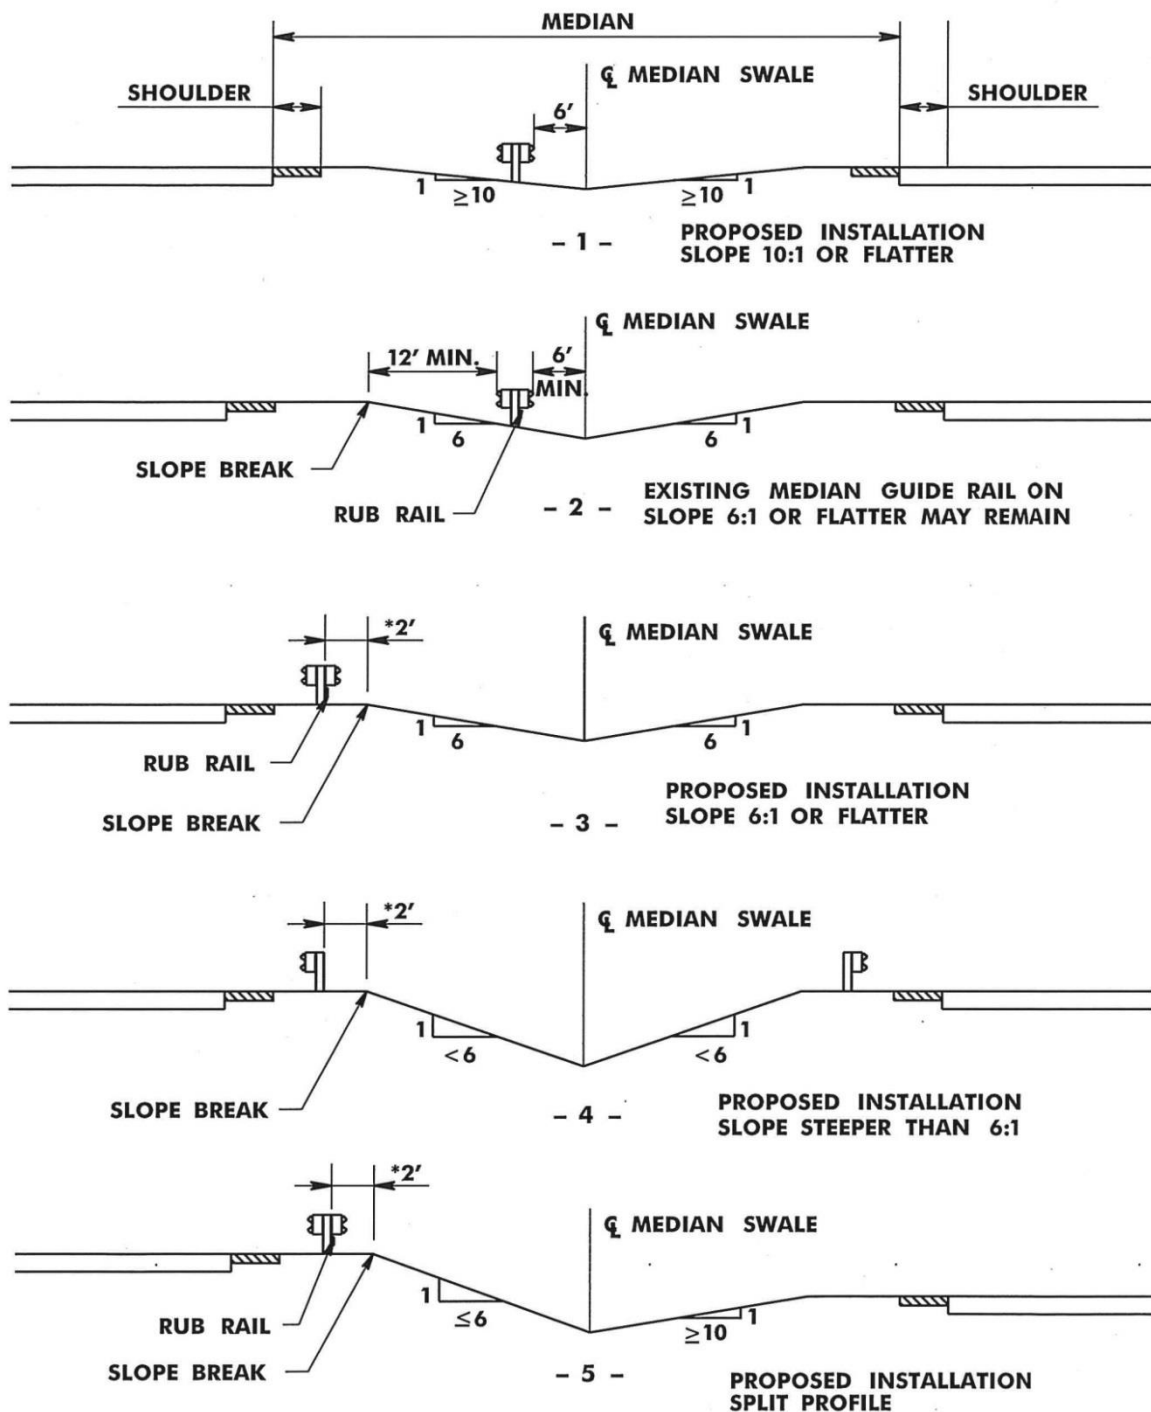 MEDIAN
℄ MEDIAN SWALE
SHOULDER
SHOULDER
6'
1
≥10
≥10
1
- 1 -
PROPOSED INSTALLATION
SLOPE 10:1 OR FLATTER
℄ MEDIAN SWALE
12' MIN.
6'
MIN.
1
6
6
1
SLOPE BREAK
RUB RAIL
- 2 -
EXISTING MEDIAN GUIDE RAIL ON
SLOPE 6:1 OR FLATTER MAY REMAIN
*2'
℄ MEDIAN SWALE
1
6
6
1
RUB RAIL
SLOPE BREAK
- 3 -
PROPOSED INSTALLATION
SLOPE 6:1 OR FLATTER
*2'
℄ MEDIAN SWALE
1
<6
<6
1
SLOPE BREAK
- 4 -
PROPOSED INSTALLATION
SLOPE STEEPER THAN 6:1
*2'
℄ MEDIAN SWALE
1
≤6
≥10
1
RUB RAIL
SLOPE BREAK
- 5 -
PROPOSED INSTALLATION
SPLIT PROFILE